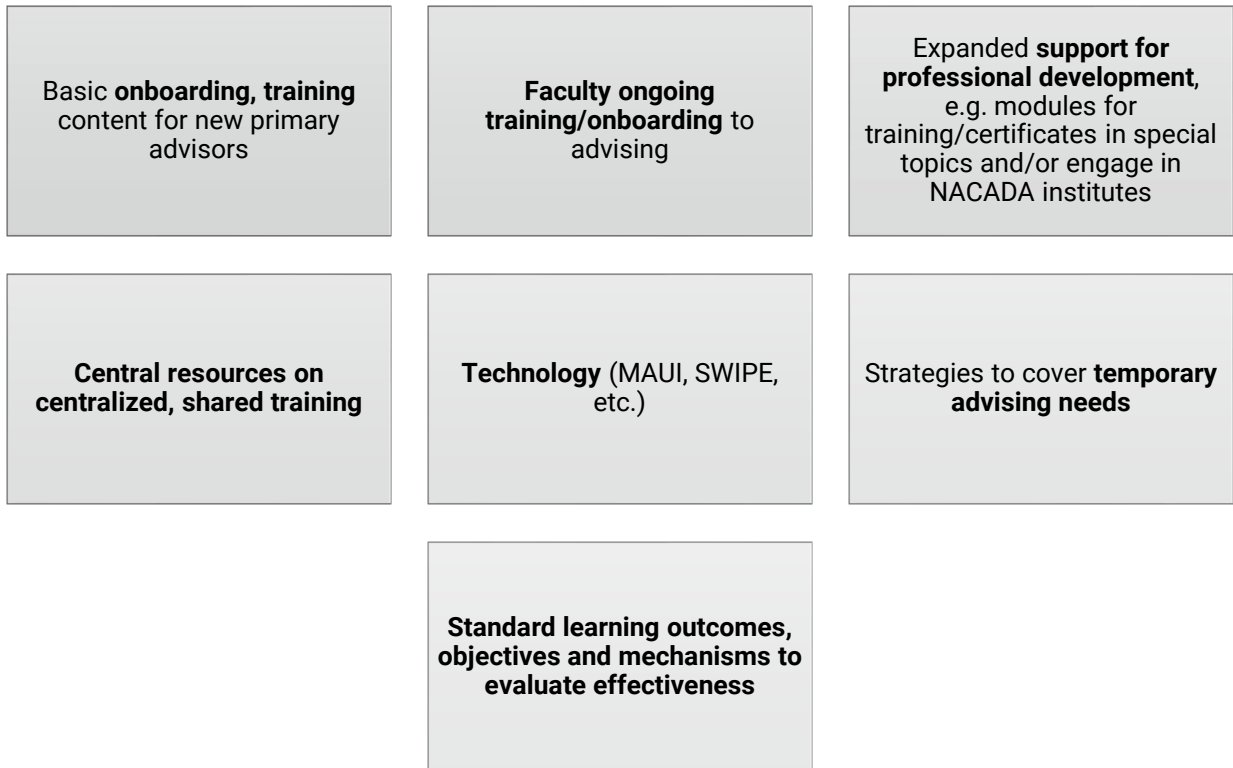 Basic onboarding, training
content for new primary
advisors
Faculty ongoing
training/onboarding to
advising
Expanded support for
professional development,
e.g. modules for
training/certificates in special
topics and/or engage in
NACADA institutes
Central resources on
centralized, shared training
Technology (MAUI, SWIPE,
etc.)
Strategies to cover temporary
advising needs
Standard learning outcomes,
objectives and mechanisms to
evaluate effectiveness